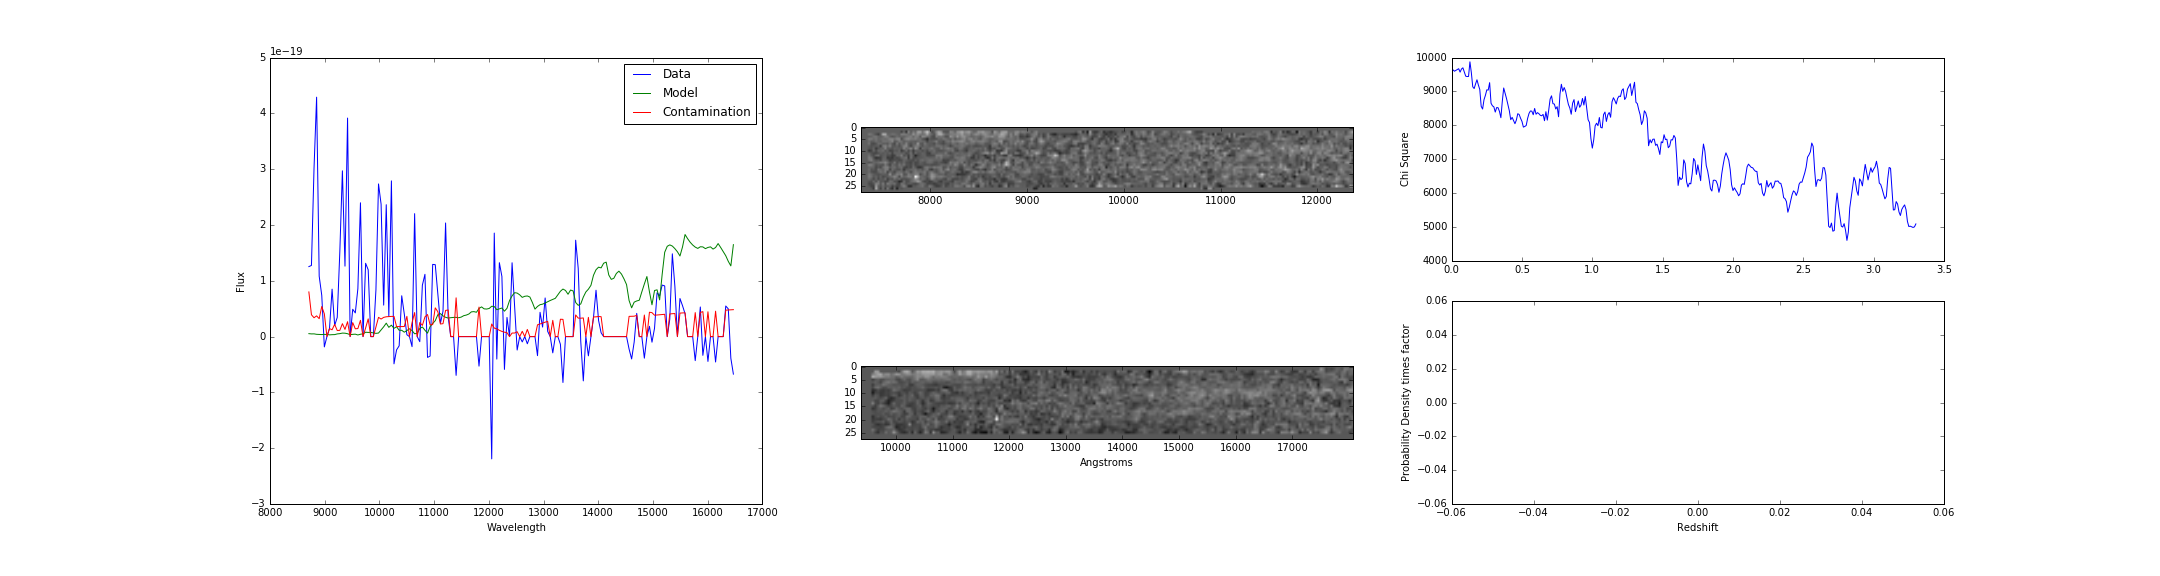 1e−19
5
4
3
2
1
0
−1
−2
−3
Flux
Data
Model
Contamination
8000 9000 10000 11000 12000 13000 14000 15000 16000 17000
Wavelength
0
5
10
15
20
25
8000 9000 10000 11000 12000
0
5
10
15
20
25
10000 11000 12000 13000 14000 15000 16000 17000
Angstroms
10000
9000
8000
7000
6000
5000
4000
Chi Square
0.0 0.5 1.0 1.5 2.0 2.5 3.0 3.5
0.06
0.04
0.02
0.00
−0.02
−0.04
−0.06
Probability Density times factor
−0.06 −0.04 −0.02 0.00 0.02 0.04 0.06
Redshift